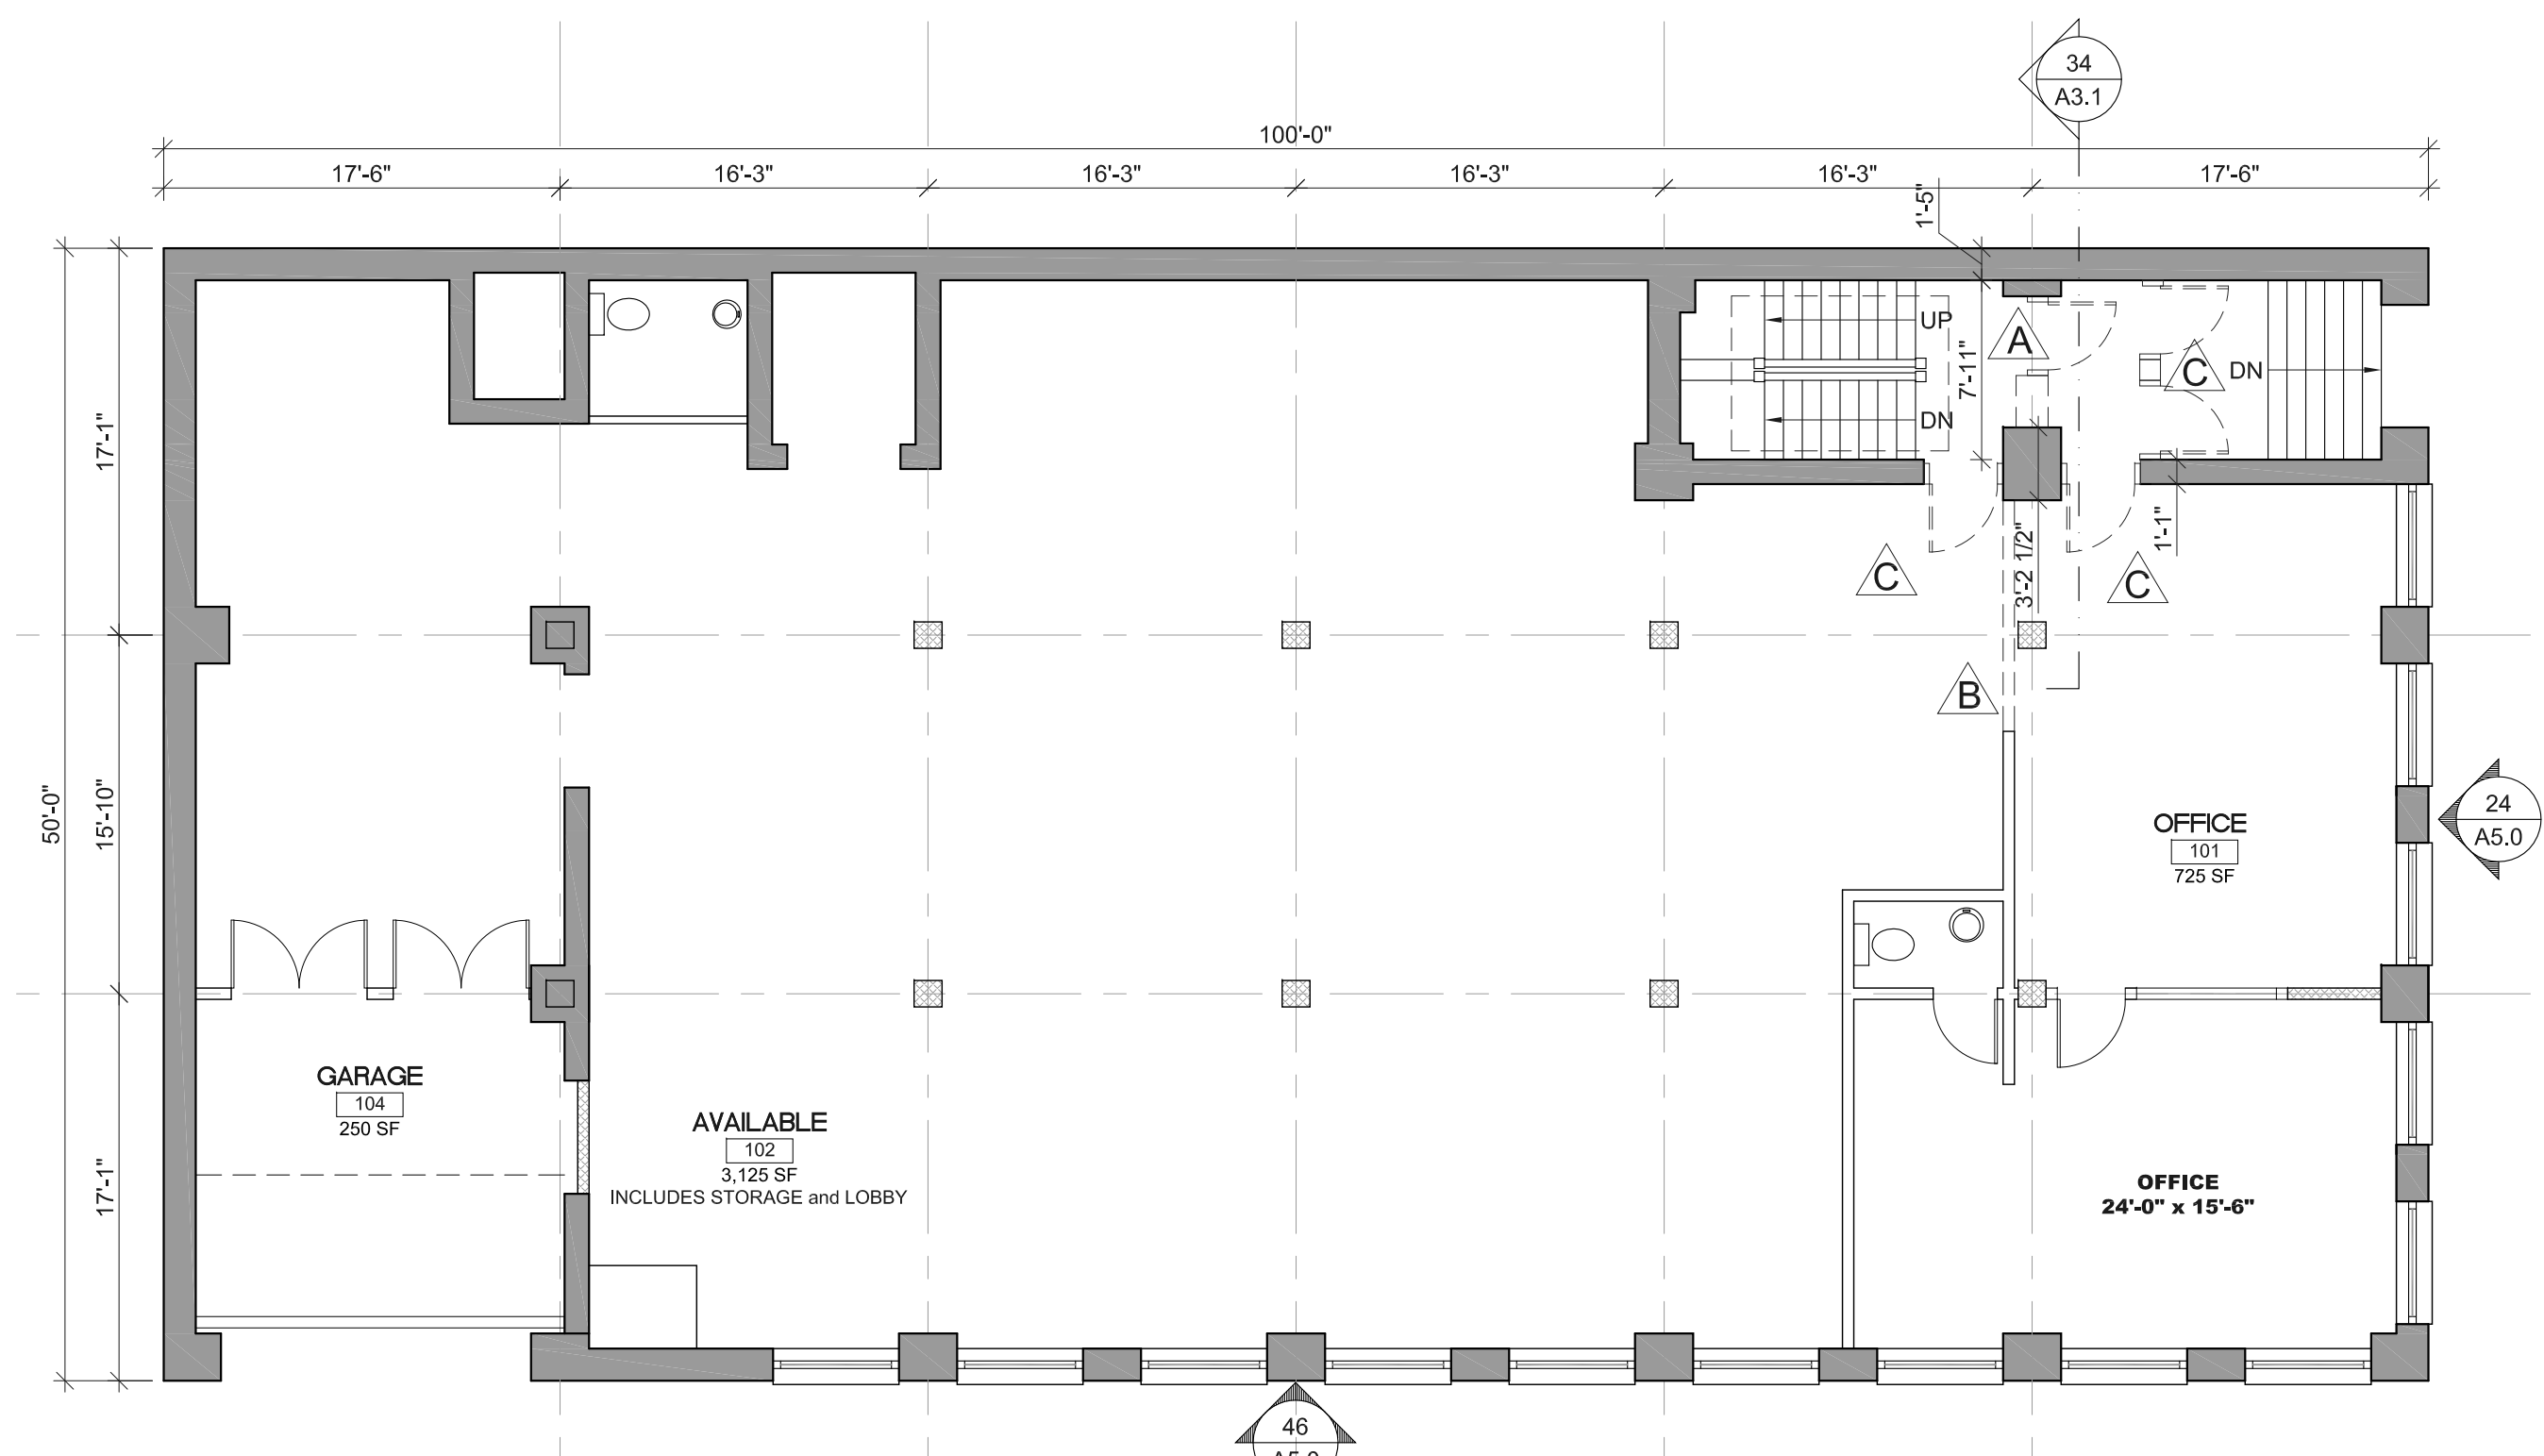 34
A3.1
100'-0"
17'-6"
16'-3"
16'-3"
16'-3"
16'-3"
17'-6"
1'-5"
UP
A
7'-11"
C
DN
DN
17'-1"
3'-2 1/2"
1'-1"
C
C
B
50'-0"
15'-10"
24
A5.0
OFFICE
101
725 SF
GARAGE
104
250 SF
AVAILABLE
102
3,125 SF
INCLUDES STORAGE and LOBBY
17'-1"
OFFICE
24'-0" x 15'-6"
46